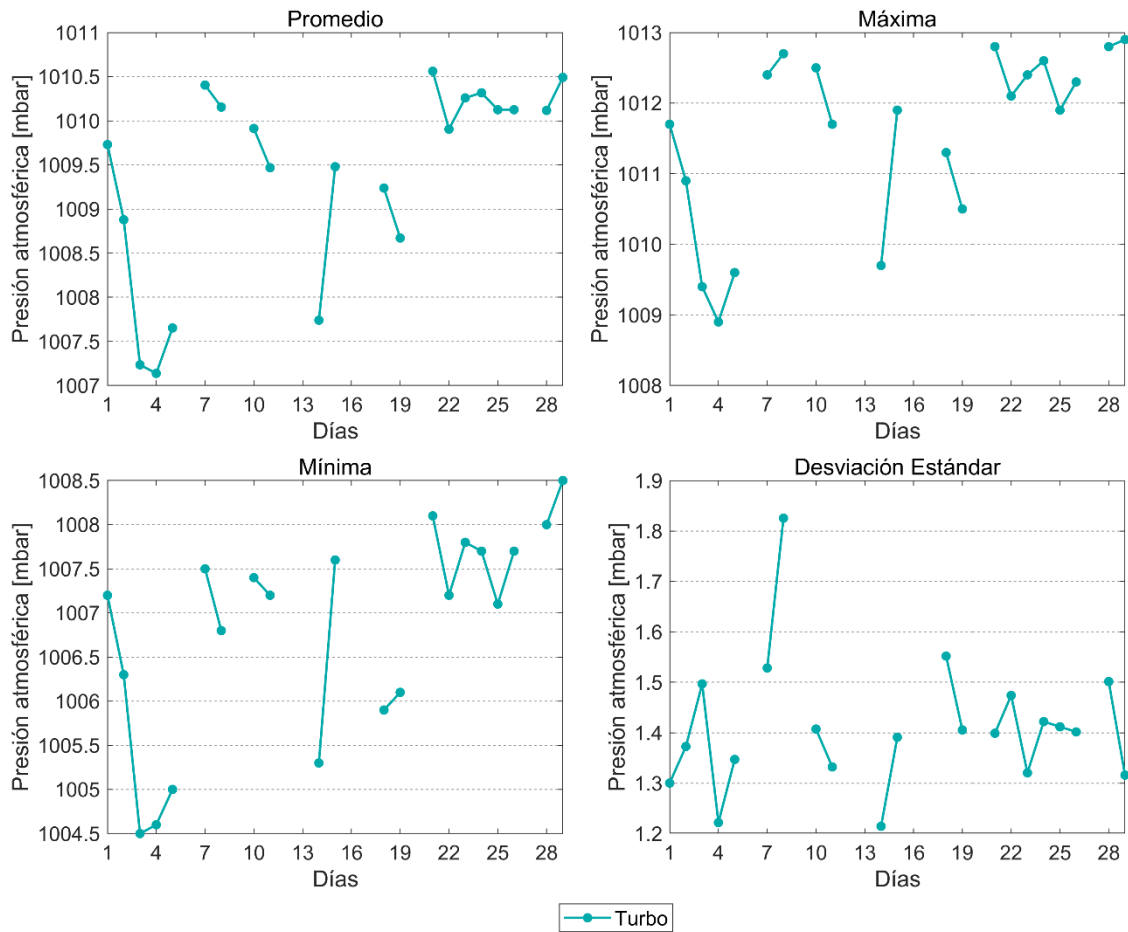 Promedio
Presión atmosférica [mbar]
1011
1010.5
1010
1009.5
1009
1008.5
1008
1007.5
1007
1 4 7 10 13 16 19 22 25 28
Días
Máxima
Presión atmosférica [mbar]
1013
1012
1011
1010
1009
1008
1 4 7 10 13 16 19 22 25 28
Días
Mínima
Presión atmosférica [mbar]
1008.5
1008
1007.5
1007
1006.5
1006
1005.5
1005
1004.5
1 4 7 10 13 16 19 22 25 28
Días
Desviación Estándar
Presión atmosférica [mbar]
1.9
1.8
1.7
1.6
1.5
1.4
1.3
1.2
1 4 7 10 13 16 19 22 25 28
Días
Turbo